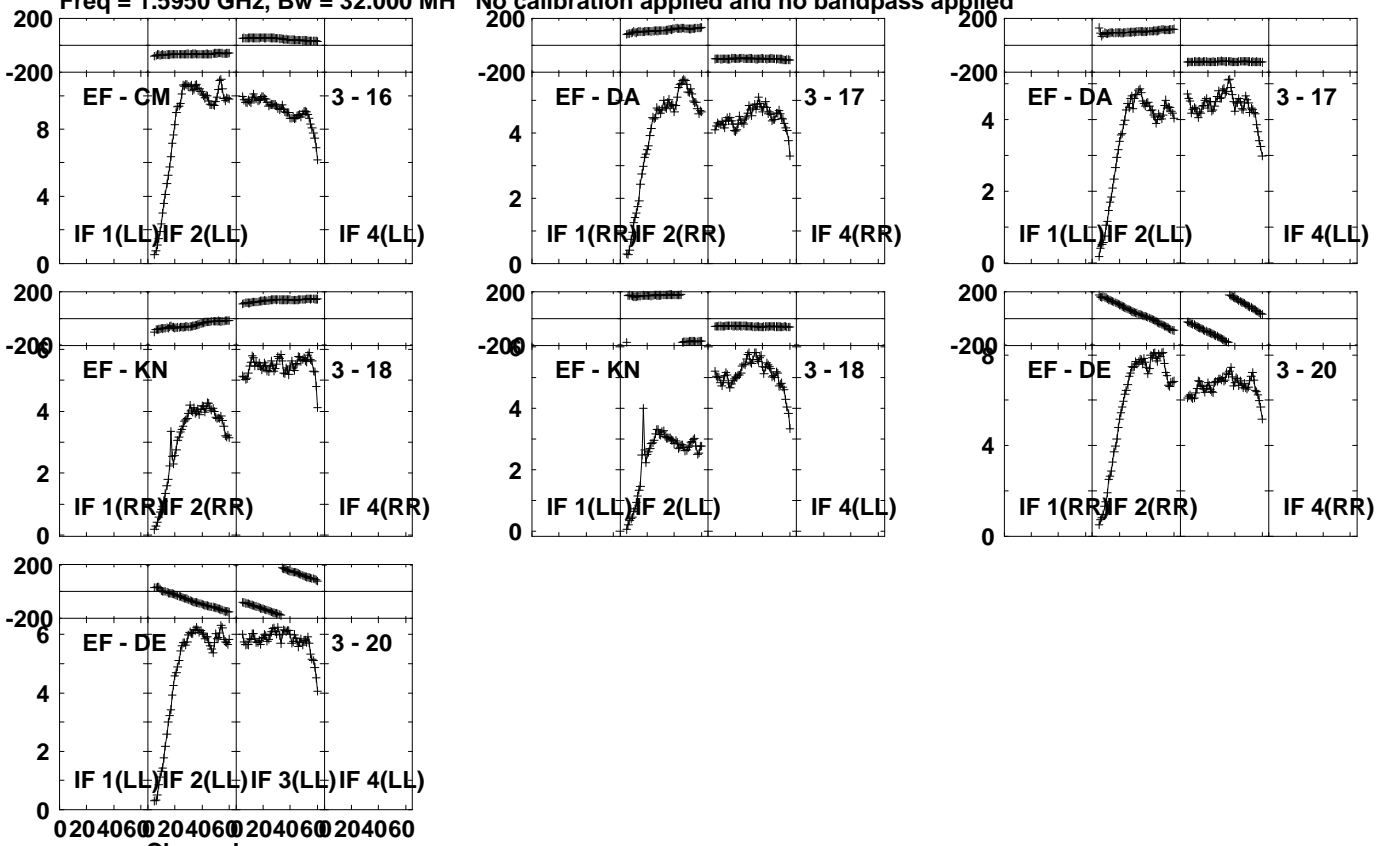 Freq = 1.5950 GHz, Bw = 32.000 MH No calibration applied and no bandpass applied
200 200 200
-200 -200 -200
EF - CM 3 - 16 EF - DA 3 - 17 EF - DA 3 - 17
8 4 4
4 2 2
IF 1(LL) IF 2(LL) IF 4(LL) IF 1(RR) IF 2(RR) IF 4(RR) IF 1(LL) IF 2(LL) IF 4(LL)
0 0 0
200 200 200
-200 -200 -200
6 6 8
EF - KN 3 - 18 EF - KN 3 - 18 EF - DE 3 - 20
4 4 4
2 2
IF 1(RR) IF 2(RR) IF 4(RR) IF 1(LL) IF 2(LL) IF 4(LL) IF 1(RR) IF 2(RR) IF 4(RR)
0 0 0
200
-200
6 EF - DE 3 - 20
4
2
IF 1(LL) IF 2(LL) IF 3(LL) IF 4(LL)
0
0 20 40 60 0 20 40 60 0 20 40 60 0 20 40 60